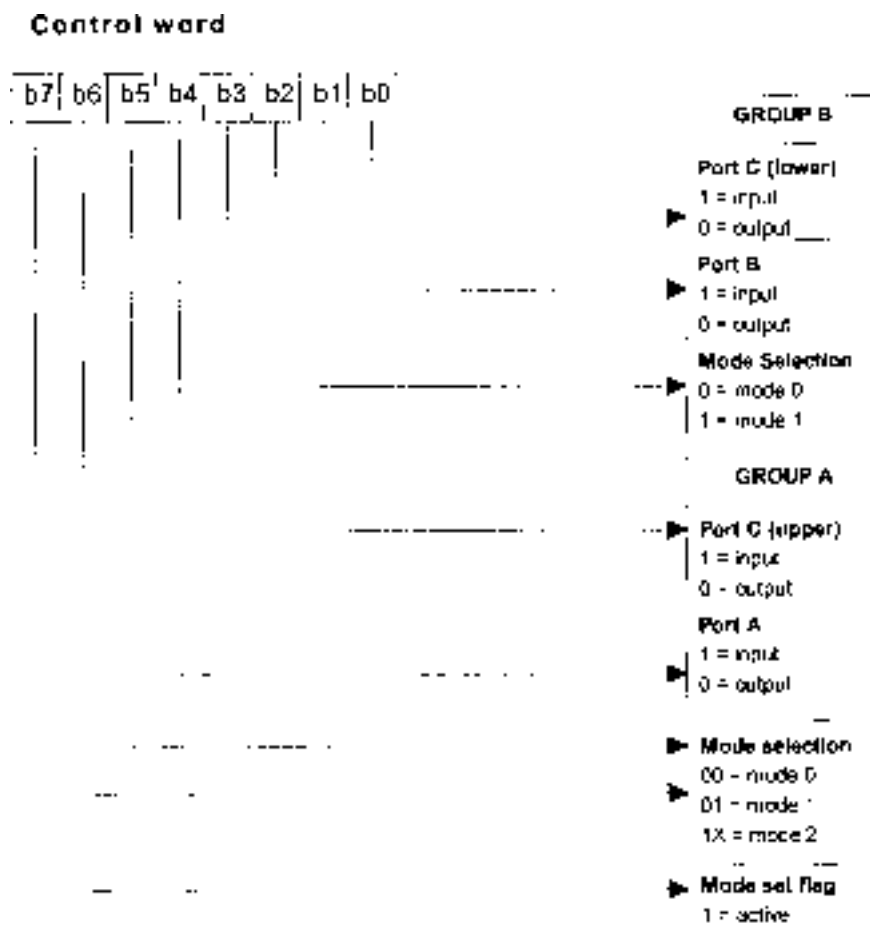 Control word
b7 b6 b5 b4 b3 b2 b1 b0
GROUP B
Port C (lower)
1 = input
0 = output
Port B
1 = input
0 = output
Mode Selection
0 = mode 0
1 = mode 1
GROUP A
Port C (upper)
1 = input
0 = output
Port A
1 = input
0 = output
Mode selection
00 = mode 0
01 = mode 1
1X = mode 2
Mode set flag
1 = active